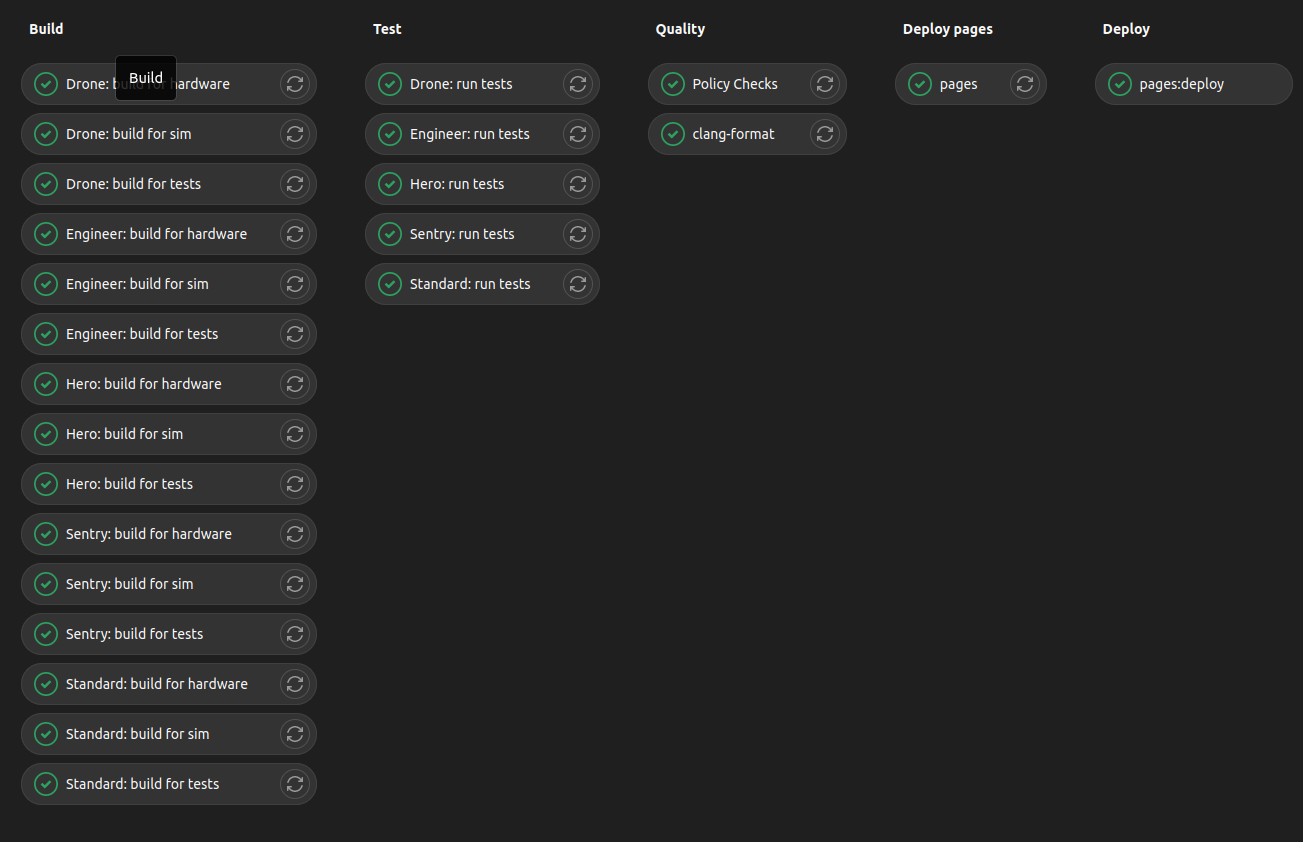 Build
Test
Quality
Deploy pages
Deploy
Build
Drone: build for hardware
Drone: build for sim
Drone: build for tests
Engineer: build for hardware
Engineer: build for sim
Engineer: build for tests
Hero: build for hardware
Hero: build for sim
Hero: build for tests
Sentry: build for hardware
Sentry: build for sim
Sentry: build for tests
Standard: build for hardware
Standard: build for sim
Standard: build for tests
Drone: run tests
Engineer: run tests
Hero: run tests
Sentry: run tests
Standard: run tests
Policy Checks
clang-format
pages
pages:deploy